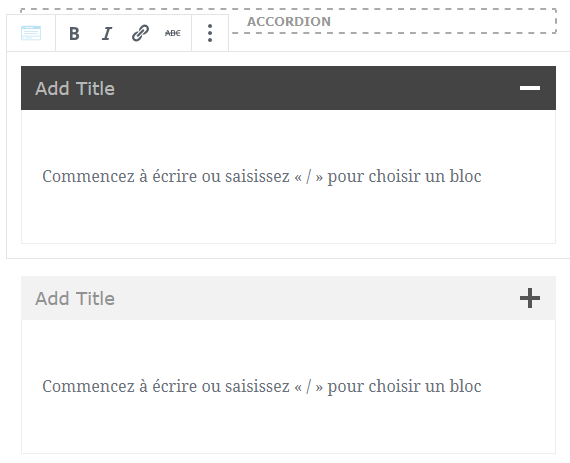 ACCORDION
B I ABC
Add Title
Commencez à écrire ou saisissez « / » pour choisir un bloc
Add Title
Commencez à écrire ou saisissez « / » pour choisir un bloc